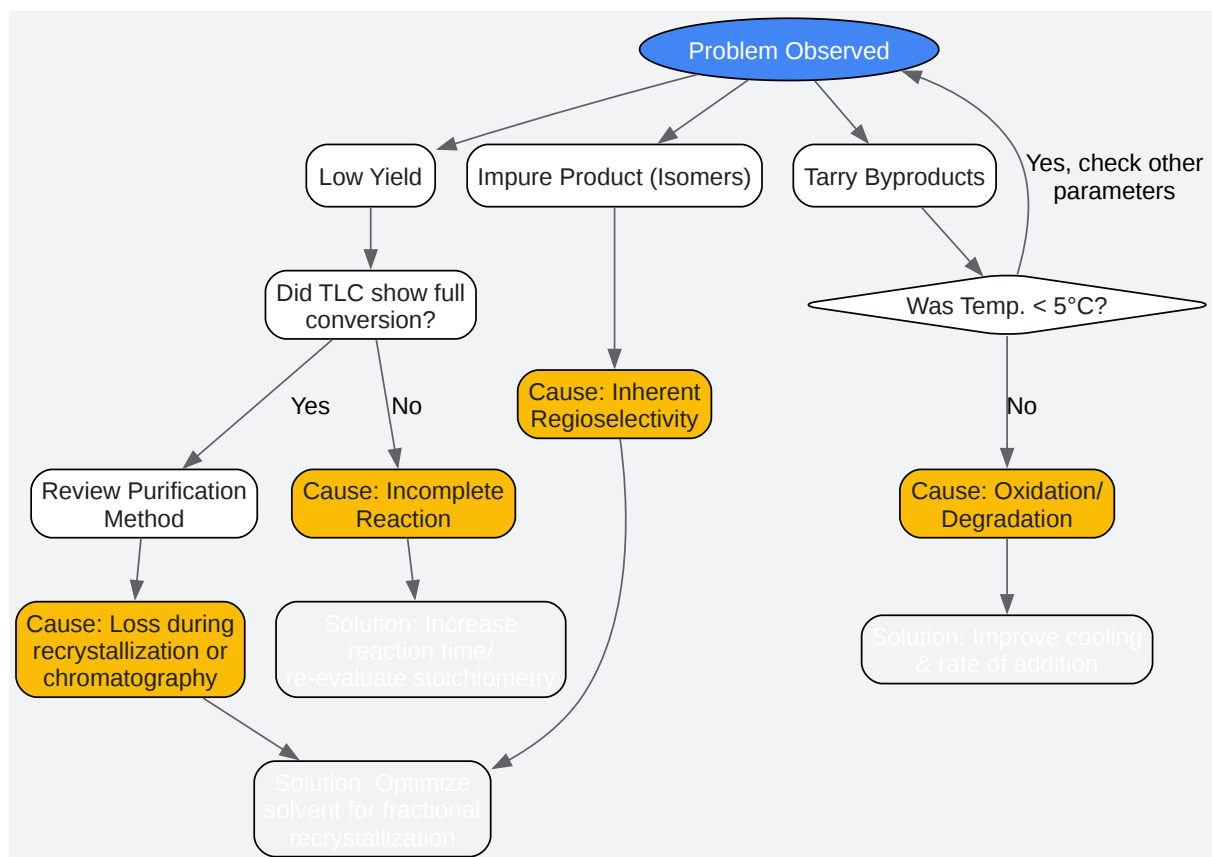 Problem Observed
Low Yield
Impure Product (Isomers)
Tarry Byproducts
Yes, check other
parameters
Did TLC show full
conversion?
Was Temp. < 5°C?
Cause: Inherent
Regioselectivity
Yes
No
No
Review Purification
Method
Cause: Incomplete
Reaction
Cause: Oxidation/
Degradation
Cause: Loss during
recrystallization or
chromatography
Solution: Increase
reaction time/
re-evaluate stoichiometry
Solution: Improve cooling
& rate of addition
Solution: Optimize
solvent for fractional
recrystallization